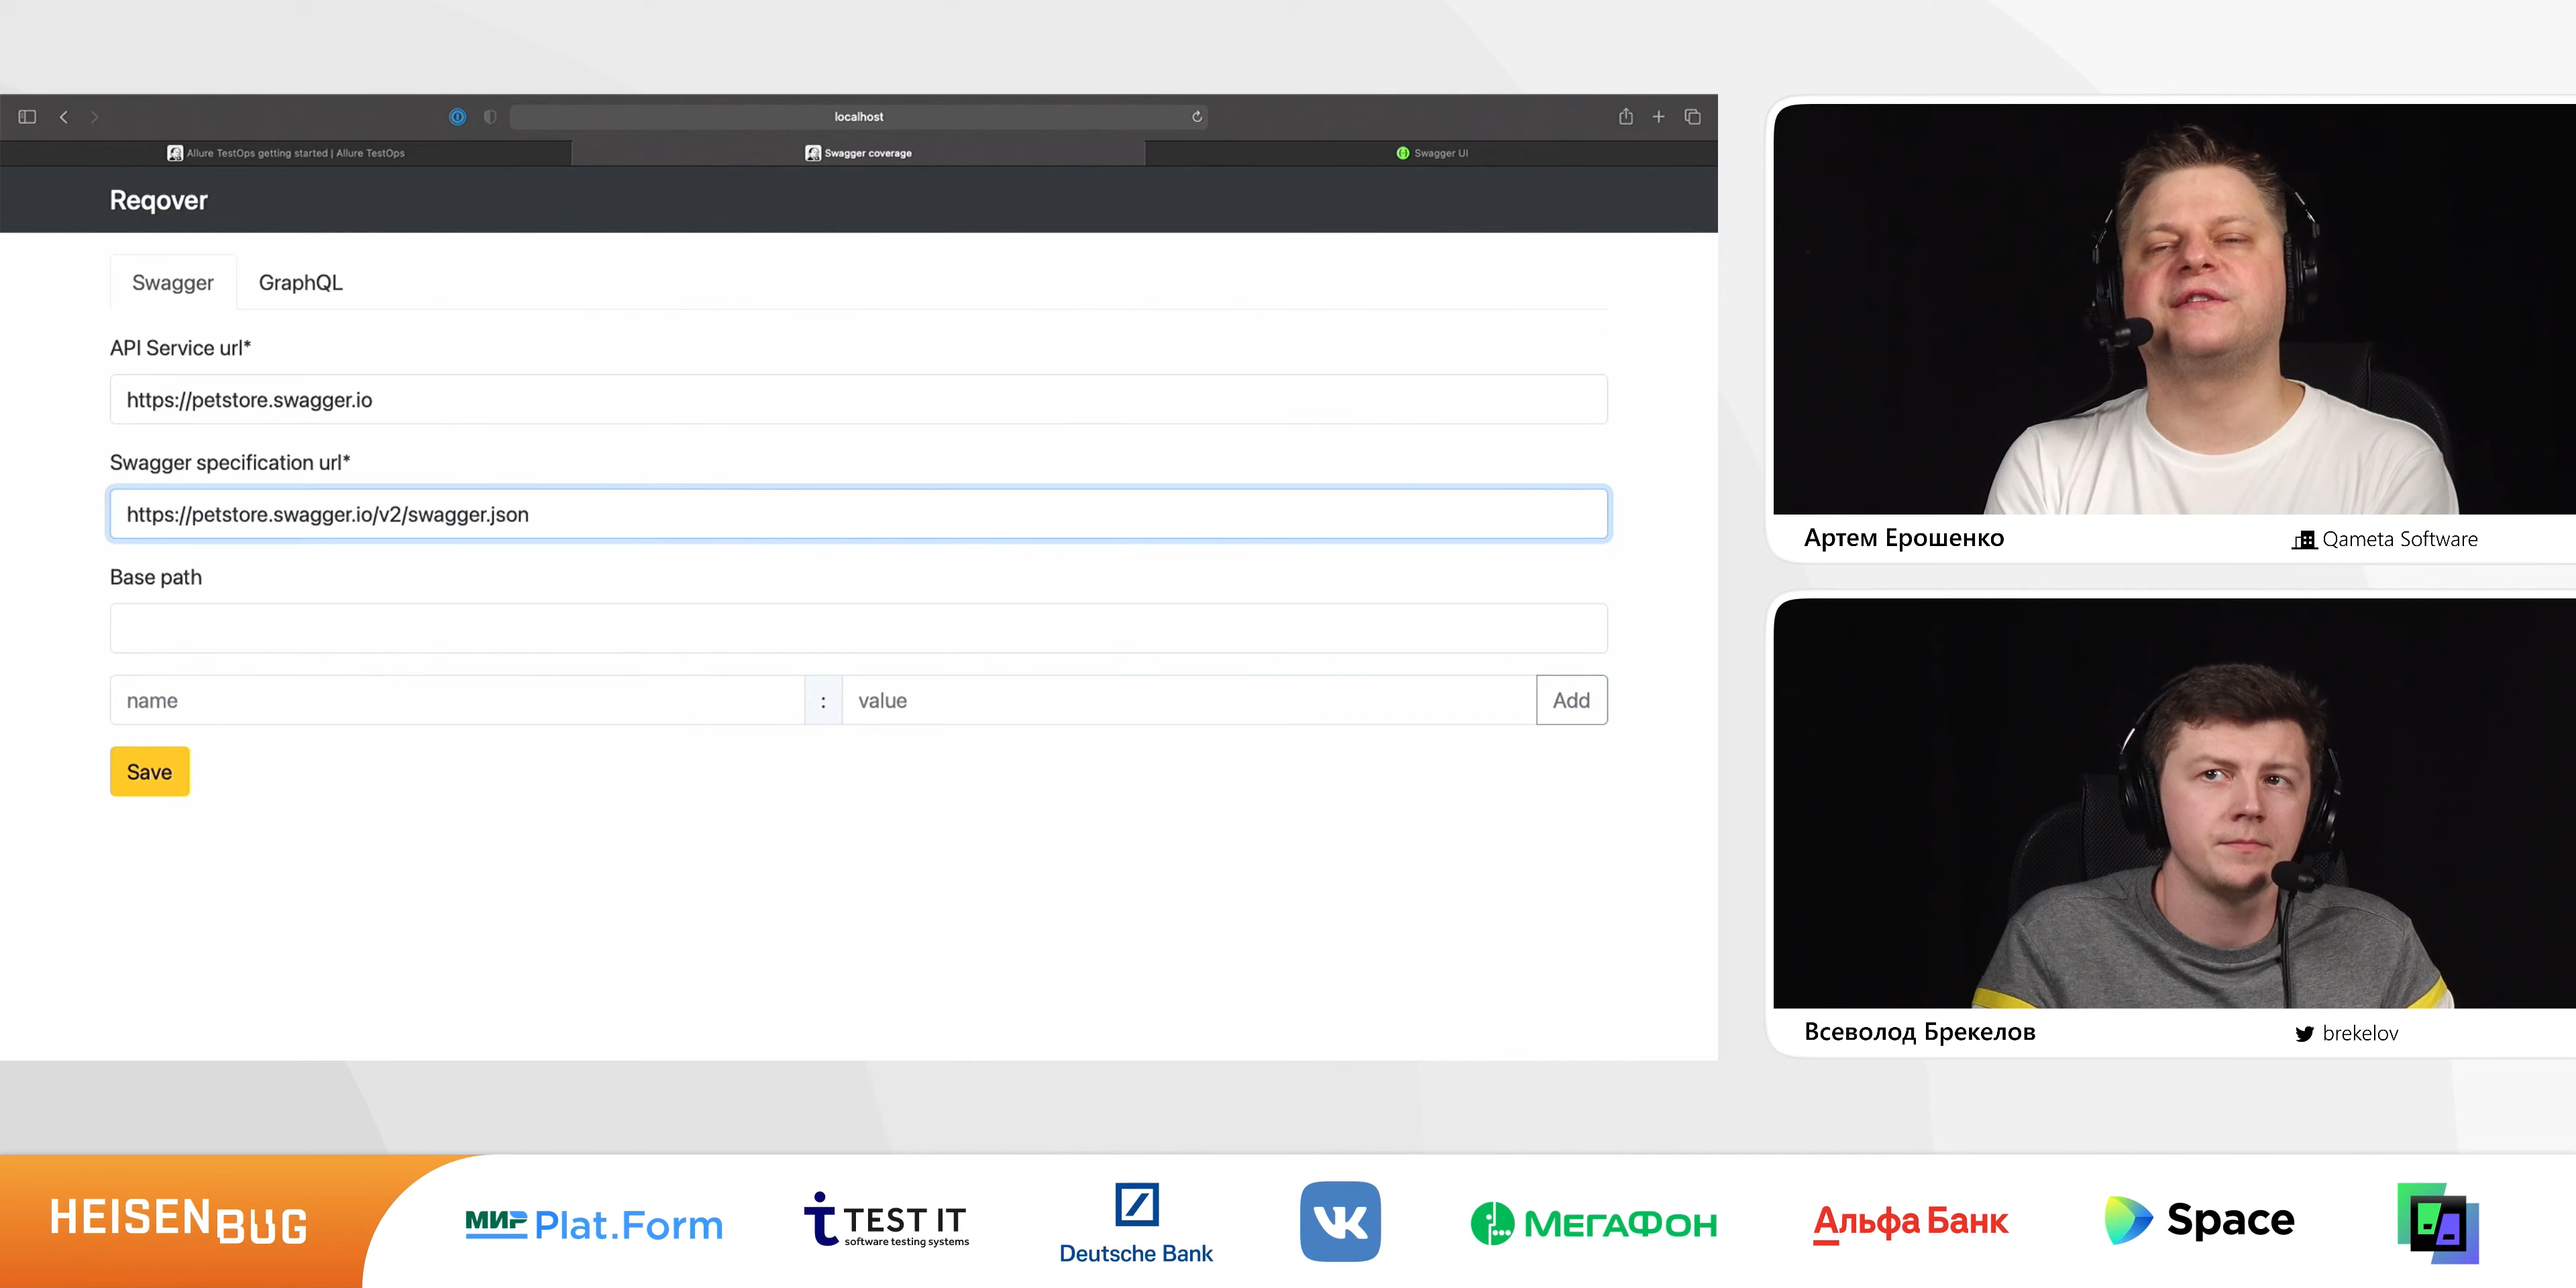 localhost
Allure TestOps getting started | Allure TestOps
Swagger coverage
Swagger UI
Reqover
Swagger
GraphQL
API Service url*
https://petstore.swagger.io
Swagger specification url*
https://petstore.swagger.io/v2/swagger.json
Base path
name
:
value
Add
Save
Артем Ерошенко
Qameta Software
Всеволод Брекелов
brekelov
HEISENBUG
МИР Plat.Form
TEST IT
software testing systems
Deutsche Bank
VK
МЕГАФОН
Альфа Банк
Space